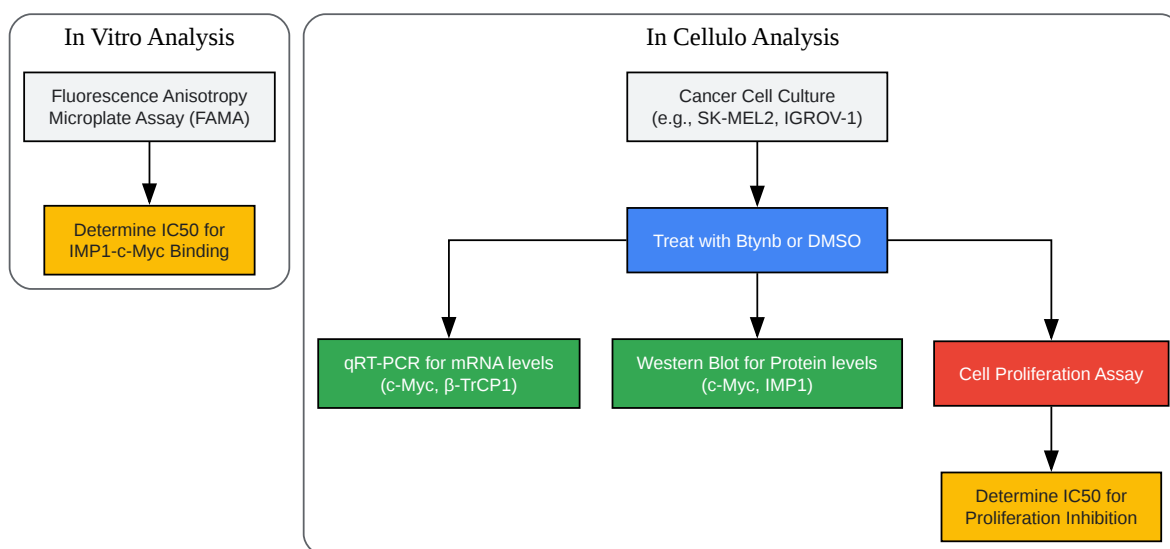 In Vitro Analysis
Fluorescence Anisotropy
Microplate Assay (FAMA)
Determine IC50 for
IMP1-c-Myc Binding
In Cellulo Analysis
Cancer Cell Culture
(e.g., SK-MEL2, IGROV-1)
Treat with Btynb or DMSO
qRT-PCR for mRNA levels
(c-Myc, β-TrCP1)
Western Blot for Protein levels
(c-Myc, IMP1)
Cell Proliferation Assay
Determine IC50 for
Proliferation Inhibition